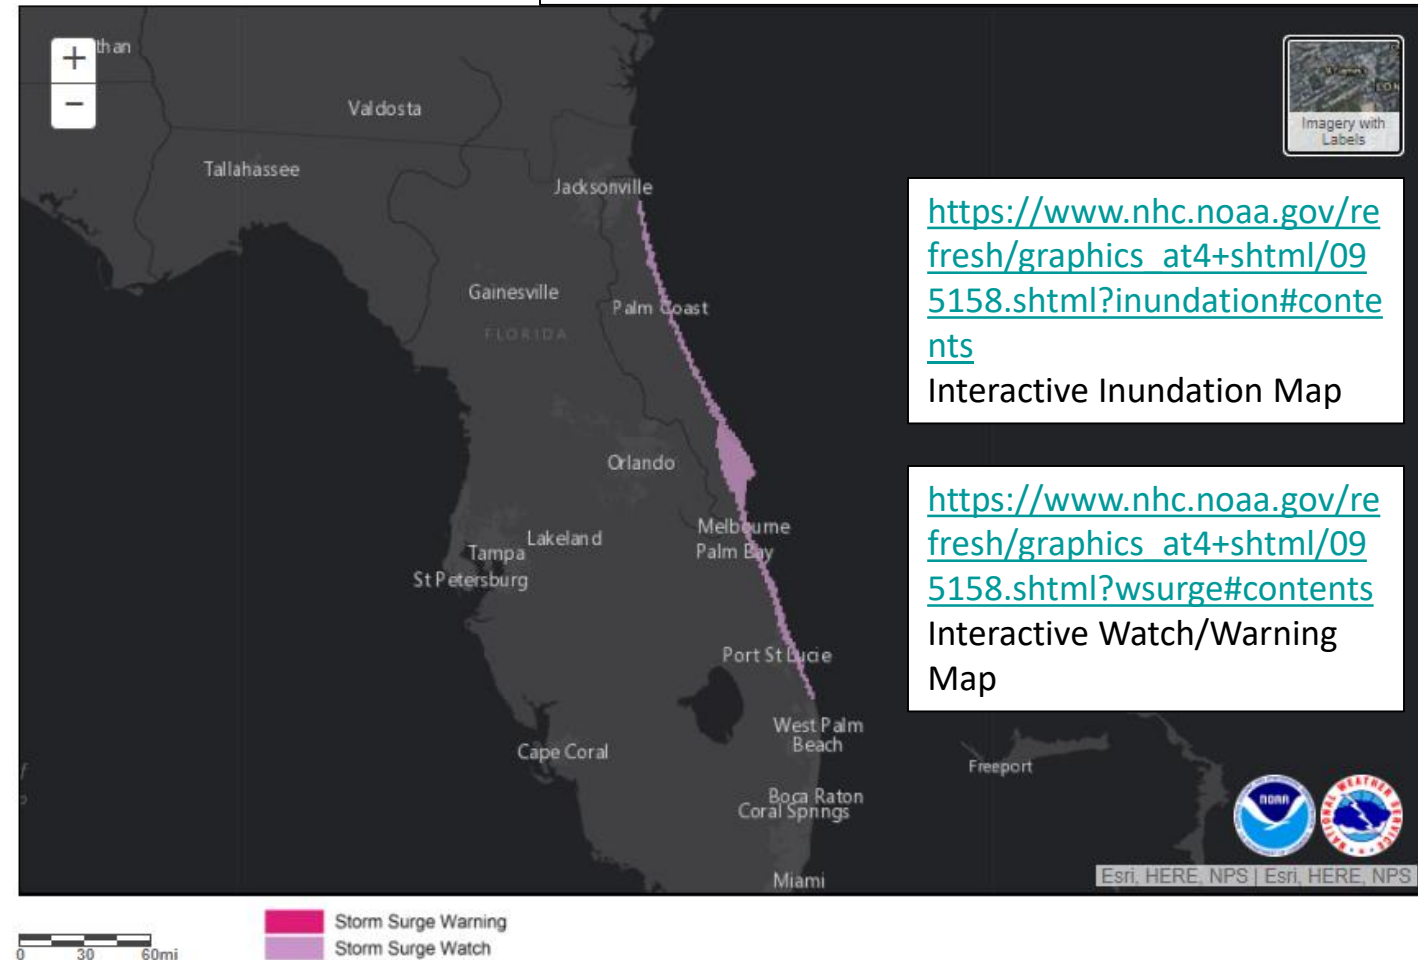 +
than
−
Valdosta
Imagery with
Labels
Tallahassee
Jacksonville
https://www.nhc.noaa.gov/re
fresh/graphics_at4+shtml/09
5158.shtml?inundation#conte
nts
Interactive Inundation Map
Gainesville
Palm Coast
FLORIDA
Orlando
https://www.nhc.noaa.gov/re
fresh/graphics_at4+shtml/09
5158.shtml?wsurge#contents
Interactive Watch/Warning
Map
Melbourne
Lakeland
Tampa
Palm Bay
St Petersburg
Port St Lucie
West Palm
Beach
Cape Coral
Freeport
Boca Raton
Coral Springs
NOAA
NATIONAL WEATHER SERVICE
Miami
Esri, HERE, NPS | Esri, HERE, NPS
Storm Surge Warning
Storm Surge Watch
0 30 60mi